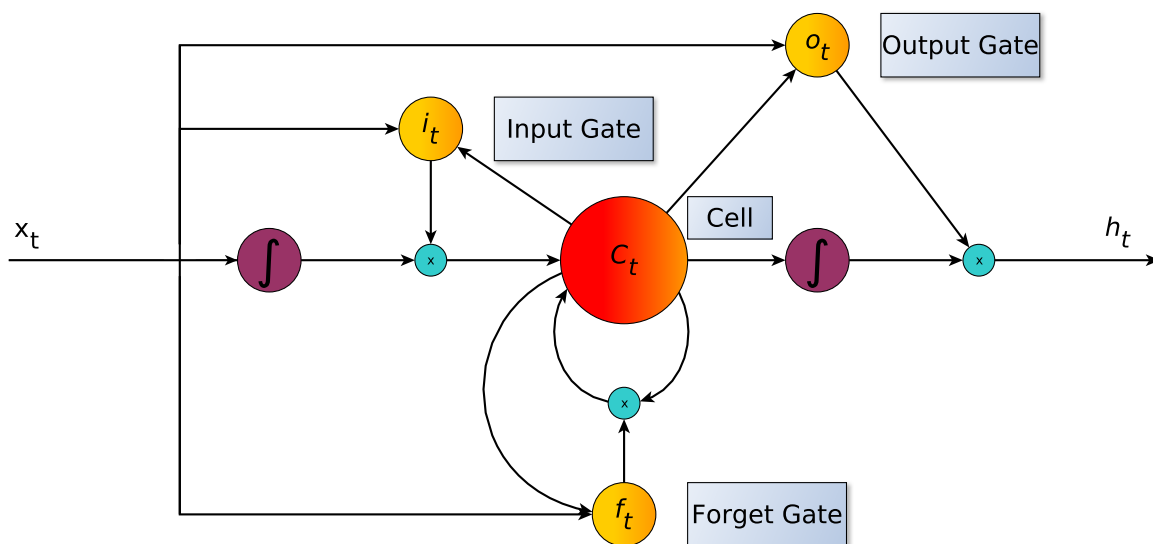 o_t
Output Gate
i_t
Input Gate
x_t
Cell
h_t
∫
x
C_t
∫
x
x
f_t
Forget Gate